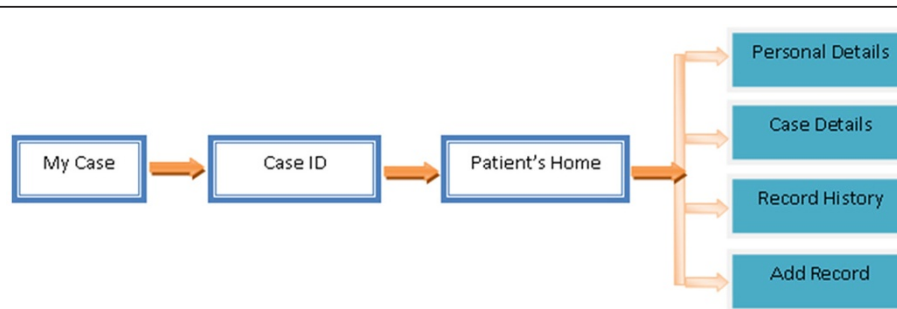 My Case
Case ID
Patient's Home
Personal Details
Case Details
Record History
Add Record